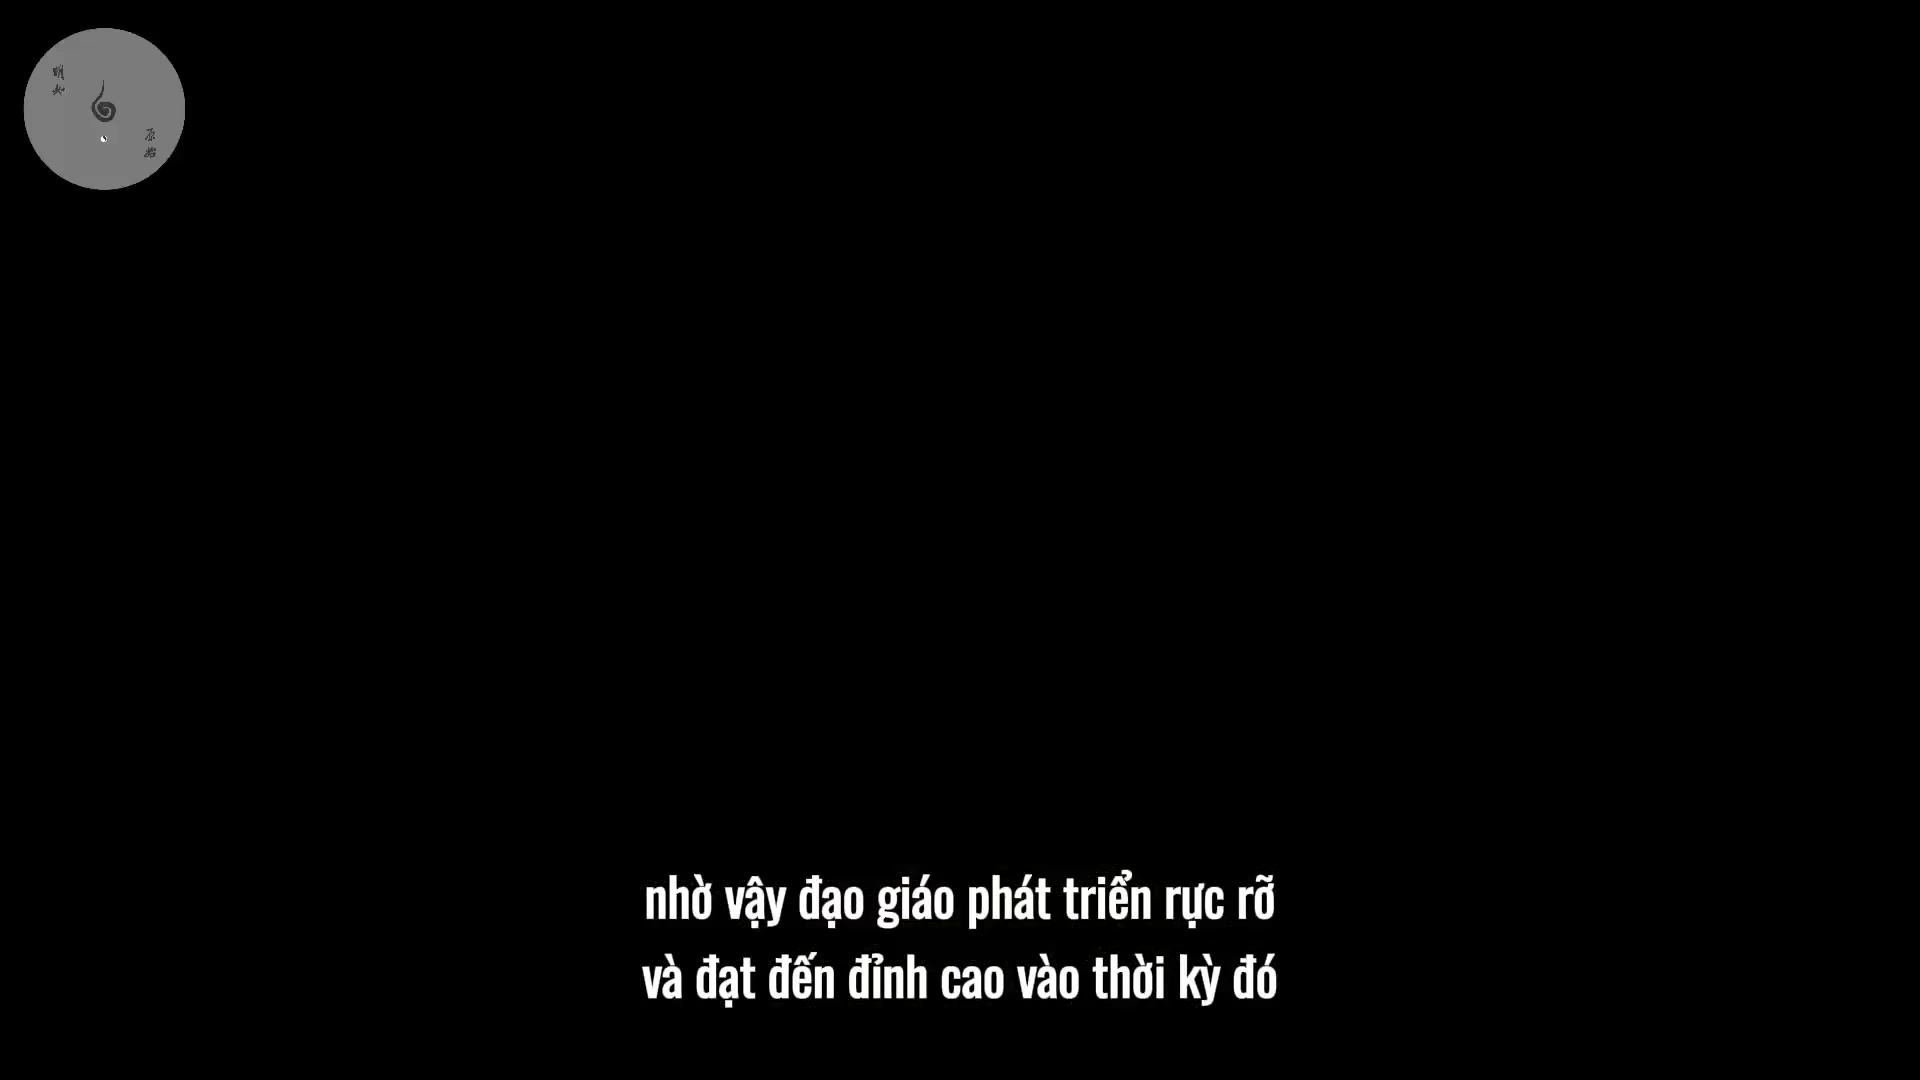 nhờ vậy đạo giáo phát triển rực rỡ
và đạt đến đỉnh cao vào thời kỳ đó